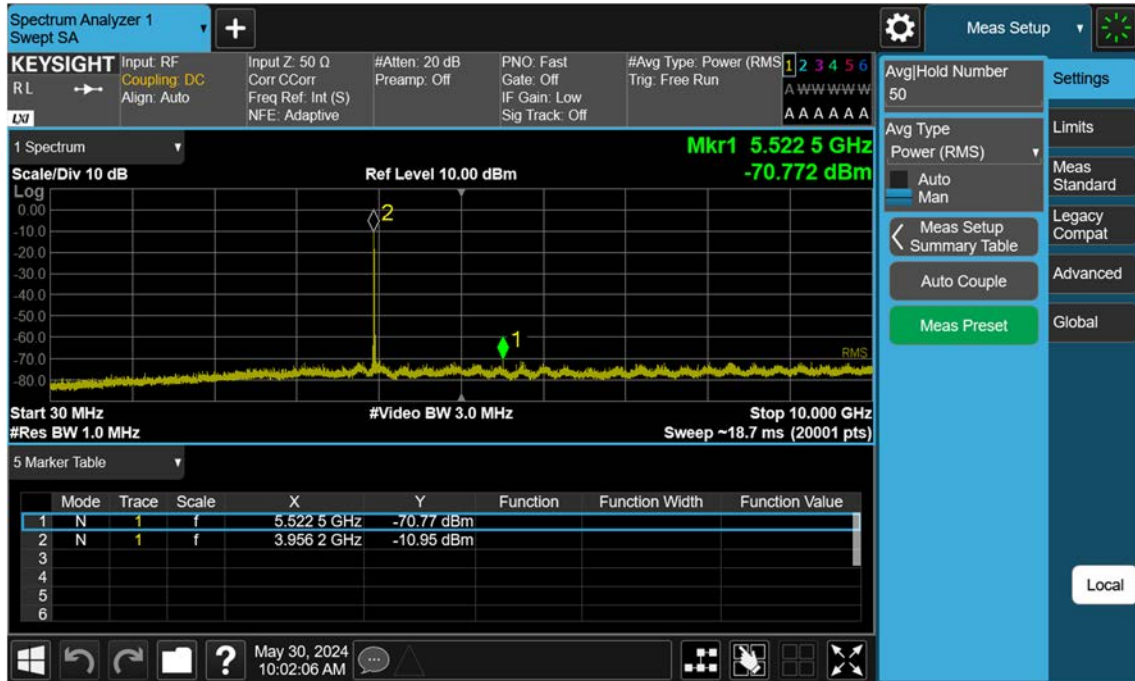 Spectrum Analyzer 1
Swept SA
+
Meas Setup
KEYSIGHT
R L
LXI
Input: RF
Coupling: DC
Align: Auto
Input Z: 50 Ω
Corr CCorr
Freq Ref: Int (S)
NFE: Adaptive
#Atten: 20 dB
Preamp: Off
PNO: Fast
Gate: Off
IF Gain: Low
Sig Track: Off
#Avg Type: Power (RMS
Trig: Free Run
1 2 3 4 5 6
A W W W W W
A A A A A A
1 Spectrum
Mkr1 5.522 5 GHz
Scale/Div 10 dB
Ref Level 10.00 dBm
-70.772 dBm
Log
0.00
-10.0
-20.0
-30.0
-40.0
-50.0
-60.0
-70.0
-80.0
2
1
RMS
Start 30 MHz
#Video BW 3.0 MHz
Stop 10.000 GHz
#Res BW 1.0 MHz
Sweep ~18.7 ms (20001 pts)
5 Marker Table
Mode Trace Scale X Y Function Function Width Function Value
1 N 1 f 5.522 5 GHz -70.77 dBm
2 N 1 f 3.956 2 GHz -10.95 dBm
3
4
5
6
Avg|Hold Number
50
Avg Type
Power (RMS)
Auto
Man
Meas Setup
Summary Table
Auto Couple
Meas Preset
Settings
Limits
Meas
Standard
Legacy
Compat
Advanced
Global
Local
?
May 30, 2024
10:02:06 AM